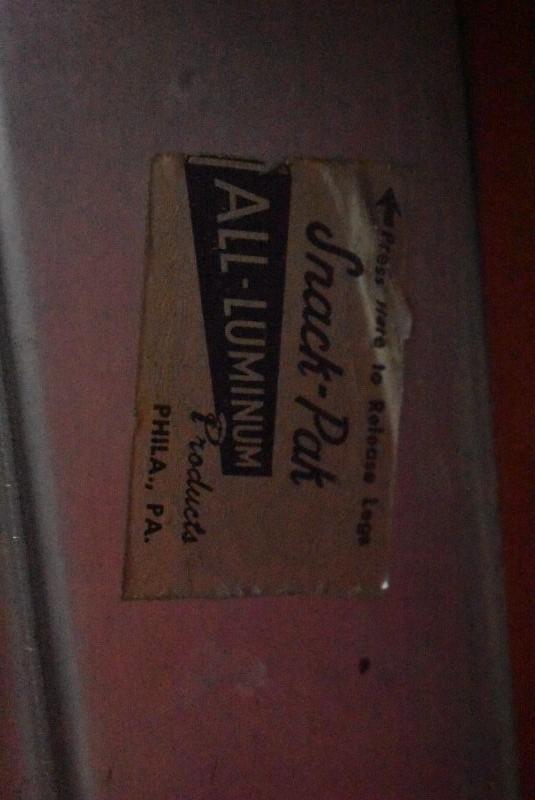 Press Here to Release Legs
Snack-Pak
ALL-LUMINUM
Products
PHILA., PA.